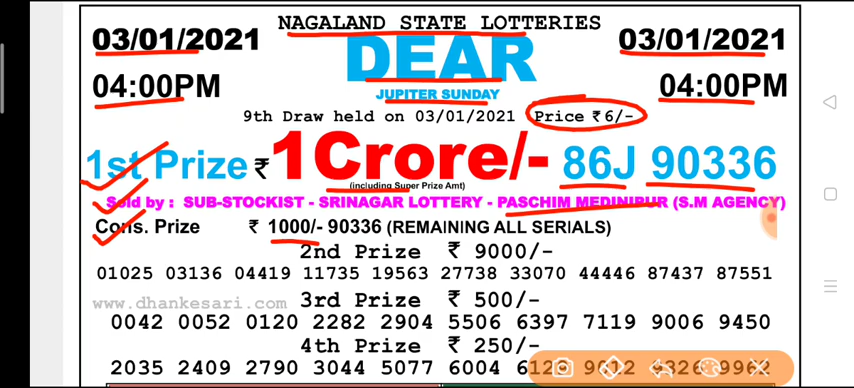 NAGALAND STATE LOTTERIES
03/01/2021 DEAR 03/01/2021
04:00PM JUPITER SUNDAY 04:00PM
9th Draw held on 03/01/2021 Price ₹ 6/-
1st Prize ₹ 1Crore/- 86J 90336
(including Super Prize Amt)
Sold by : SUB-STOCKIST - SRINAGAR LOTTERY - PASCHIM MEDINIPUR (S.M AGENCY)
Cons. Prize ₹ 1000/- 90336 (REMAINING ALL SERIALS)
2nd Prize ₹ 9000/-
01025 03136 04419 11735 19563 27738 33070 44446 87437 87551
www.dhankesari.com 3rd Prize ₹ 500/-
0042 0052 0120 2282 2904 5506 6397 7119 9006 9450
4th Prize ₹ 250/-
2035 2409 2790 3044 5077 6004 9962